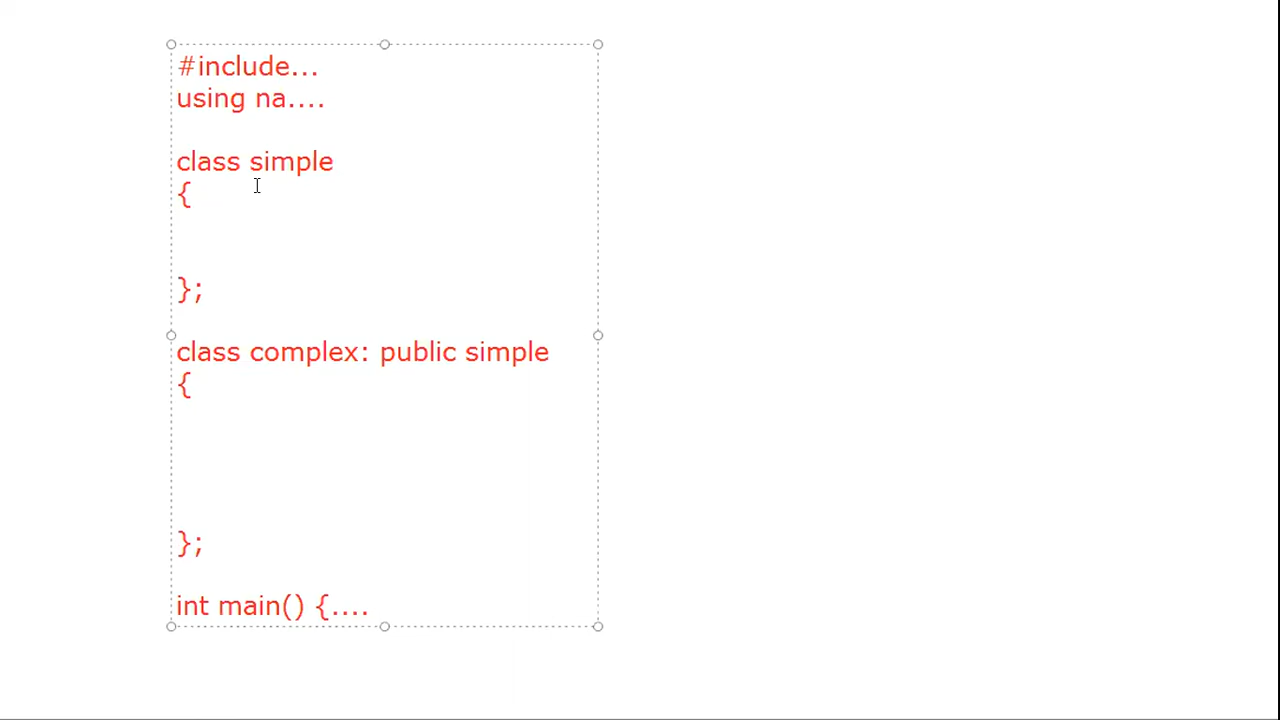 #include...
using na....
class simple
{
};
class complex: public simple
{
};
int main() {....